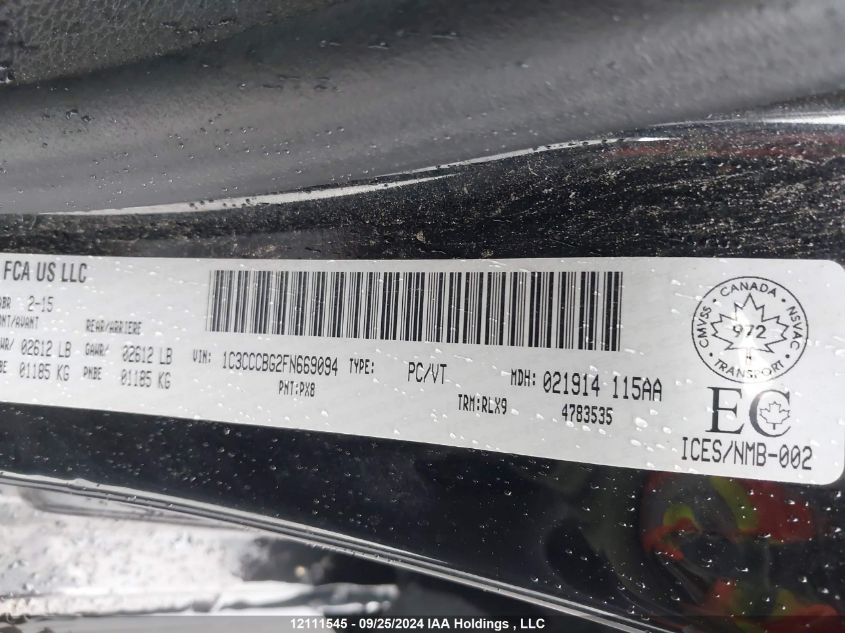 FCA US LLC
2-15
REAR/ARRIERE
02612 LB GAWR/ 02612 LB
01185 KG PNBE 01185 KG
VIN: 1C3CCCBG2FN669094 TYPE: PC/VT MDH: 021914 115AA
PNT:PX8 TRM:RLX9 4783535
CMVSS CANADA NSVAC
972
TRANSPORT
EC
ICES/NMB-002
12111545 - 09/25/2024 IAA Holdings , LLC